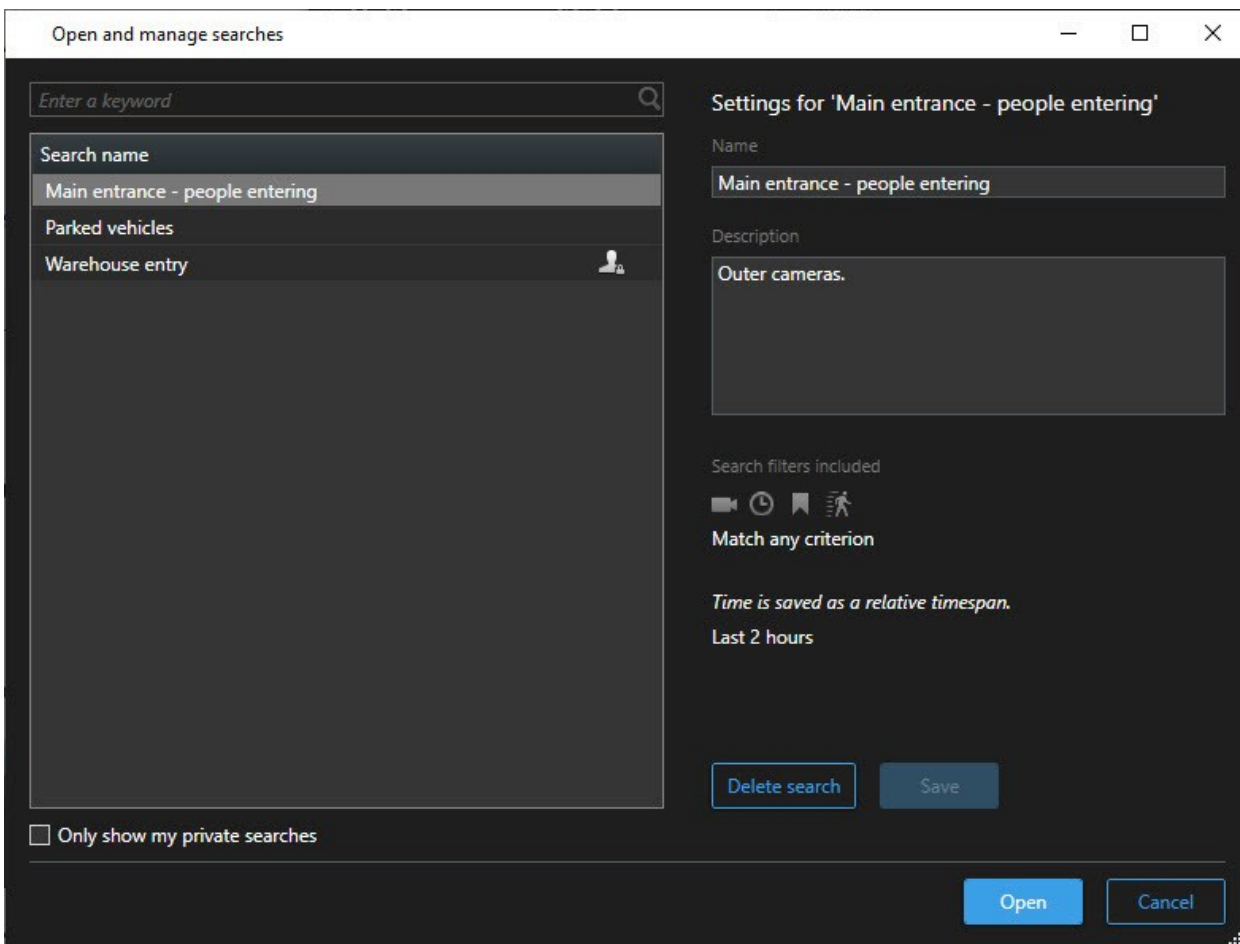 Open and manage searches
Enter a keyword
Search name
Main entrance - people entering
Parked vehicles
Warehouse entry
Only show my private searches
Settings for 'Main entrance - people entering'
Name
Main entrance - people entering
Description
Outer cameras.
Search filters included
Match any criterion
Time is saved as a relative timespan.
Last 2 hours
Delete search
Save
Open
Cancel